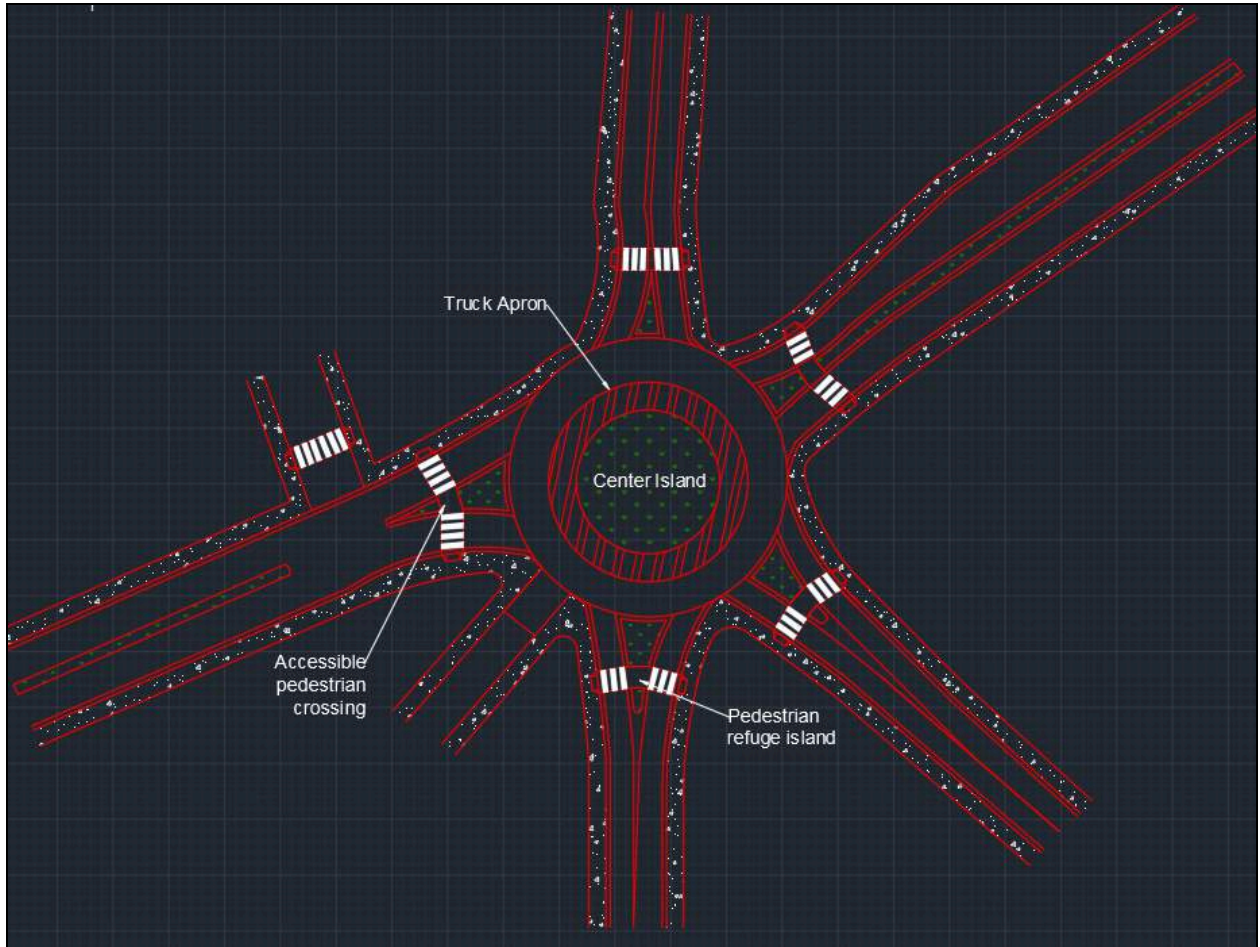 Truck Apron
Center Island
Accessible
pedestrian
crossing
Pedestrian
refuge island